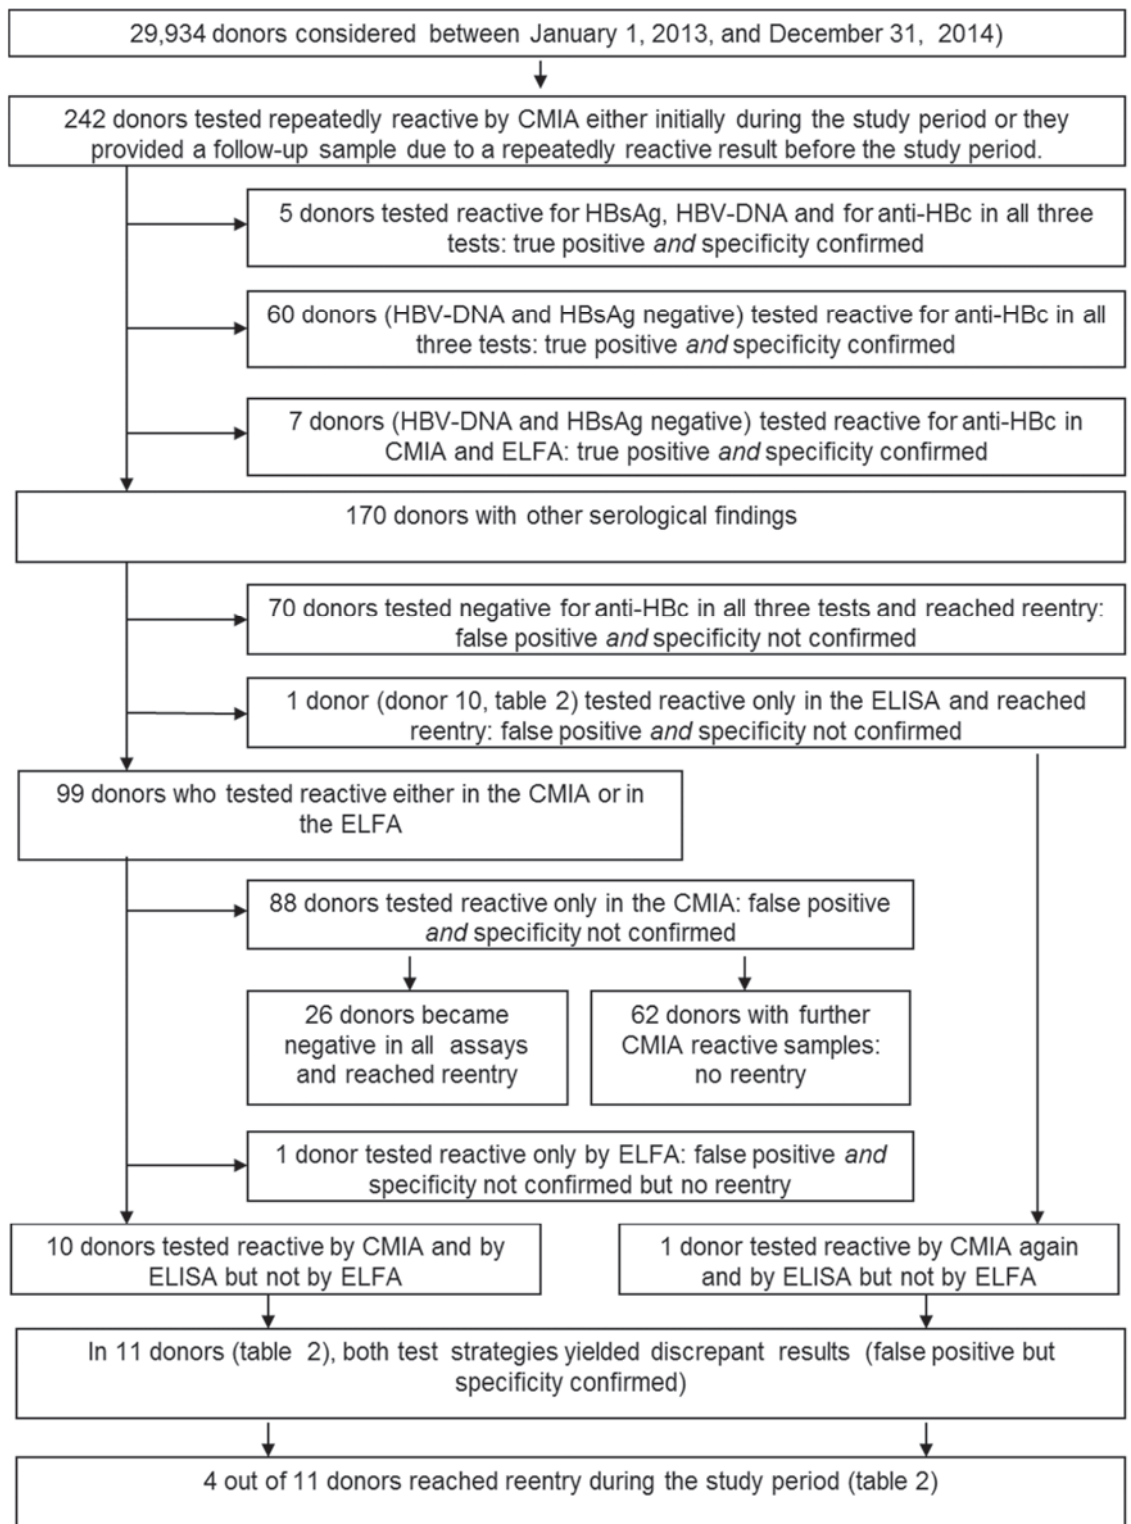 29,934 donors considered between January 1, 2013, and December 31, 2014)
242 donors tested repeatedly reactive by CMIA either initially during the study period or they
provided a follow-up sample due to a repeatedly reactive result before the study period.
5 donors tested reactive for HBsAg, HBV-DNA and for anti-HBc in all three
tests: true positive and specificity confirmed
60 donors (HBV-DNA and HBsAg negative) tested reactive for anti-HBc in all
three tests: true positive and specificity confirmed
7 donors (HBV-DNA and HBsAg negative) tested reactive for anti-HBc in
CMIA and ELFA: true positive and specificity confirmed
170 donors with other serological findings
70 donors tested negative for anti-HBc in all three tests and reached reentry:
false positive and specificity not confirmed
1 donor (donor 10, table 2) tested reactive only in the ELISA and reached
reentry: false positive and specificity not confirmed
99 donors who tested reactive either in the CMIA or in
the ELFA
88 donors tested reactive only in the CMIA: false positive
and specificity not confirmed
26 donors became
negative in all assays
and reached reentry
62 donors with further
CMIA reactive samples:
no reentry
1 donor tested reactive only by ELFA: false positive and
specificity not confirmed but no reentry
10 donors tested reactive by CMIA and by
ELISA but not by ELFA
1 donor tested reactive by CMIA again
and by ELISA but not by ELFA
In 11 donors (table 2), both test strategies yielded discrepant results (false positive but
specificity confirmed)
4 out of 11 donors reached reentry during the study period (table 2)